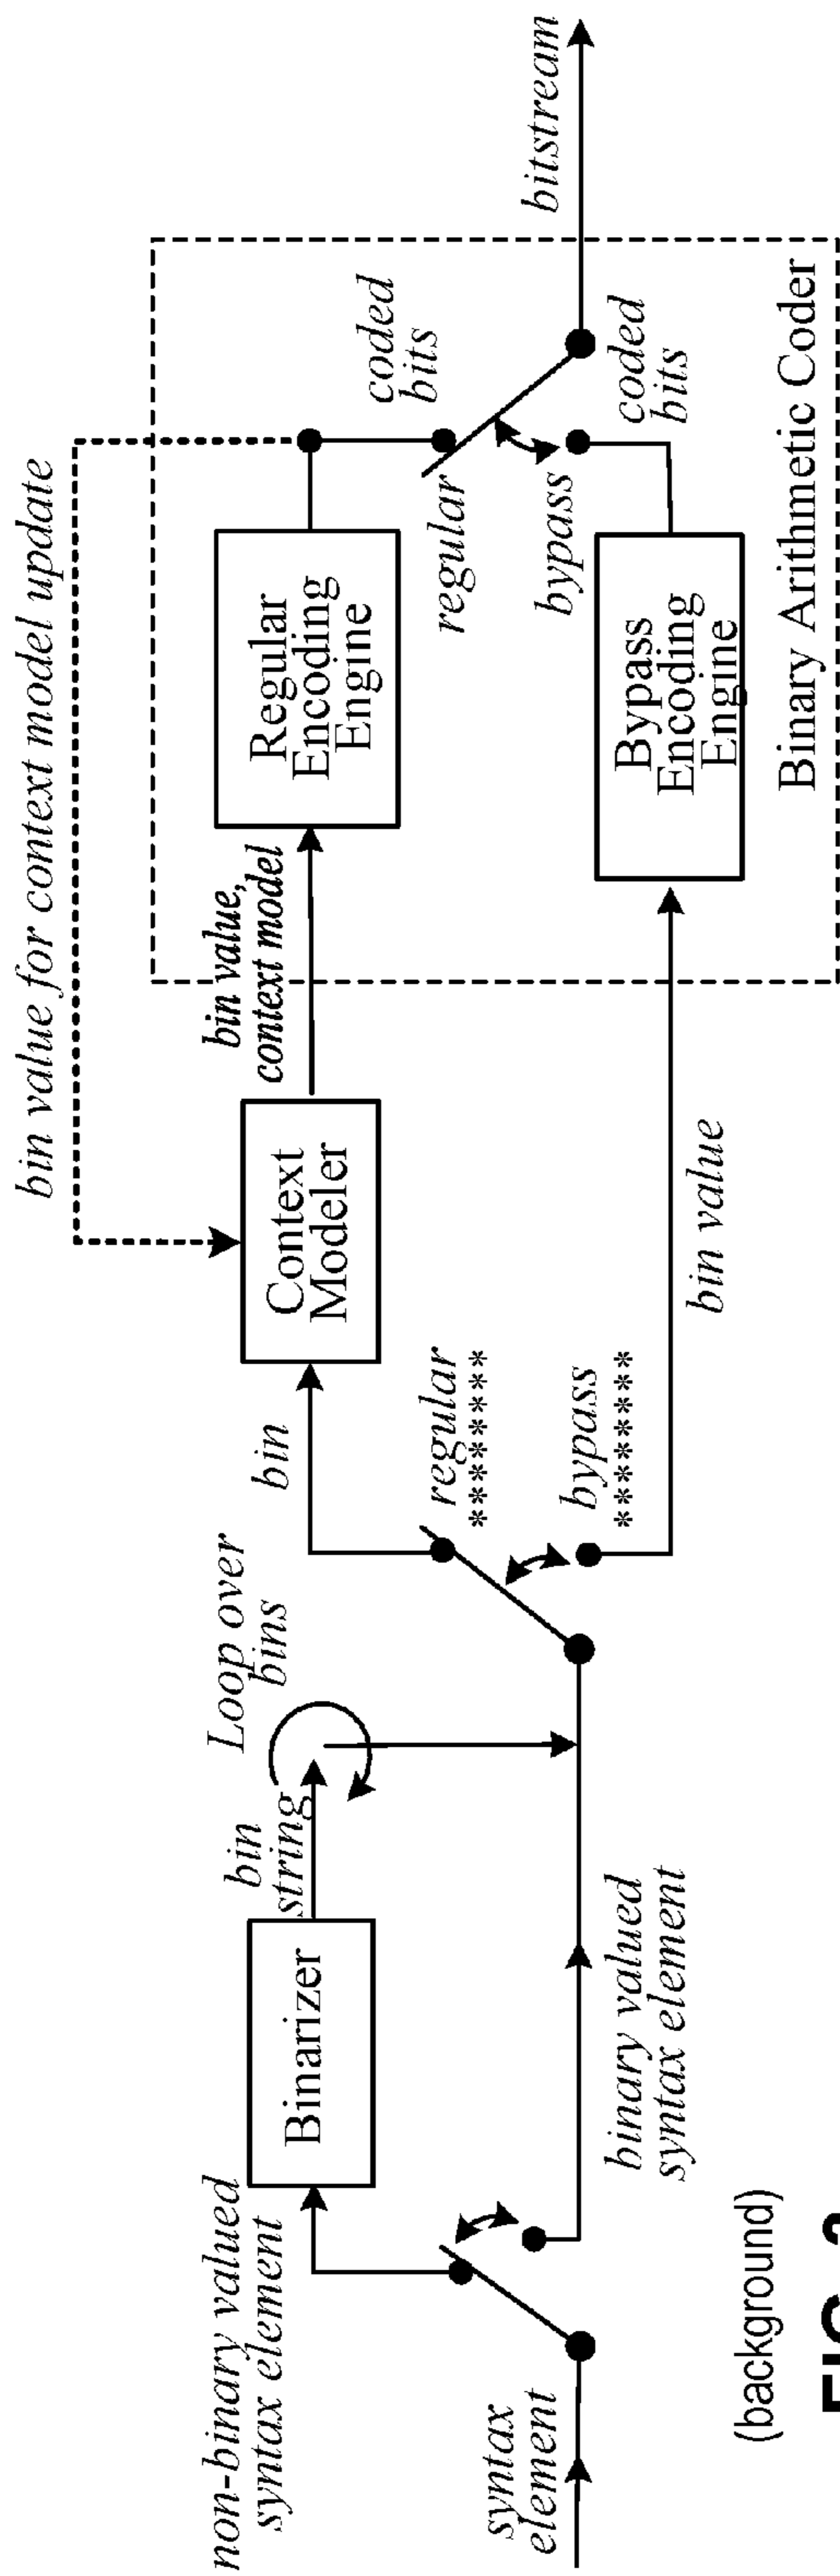 bin value for context model update
non-binary valued
syntax element
Binarizer
bin
string
Loop over
bins
bin
Context
Modeler
bin value,
context model
Regular
Encoding
Engine
coded
bits
bitstream
syntax
element
binary valued
syntax element
regular
*********
bypass
*********
bin value
regular
bypass
Bypass
Encoding
Engine
coded
bits
Binary Arithmetic Coder
(background)